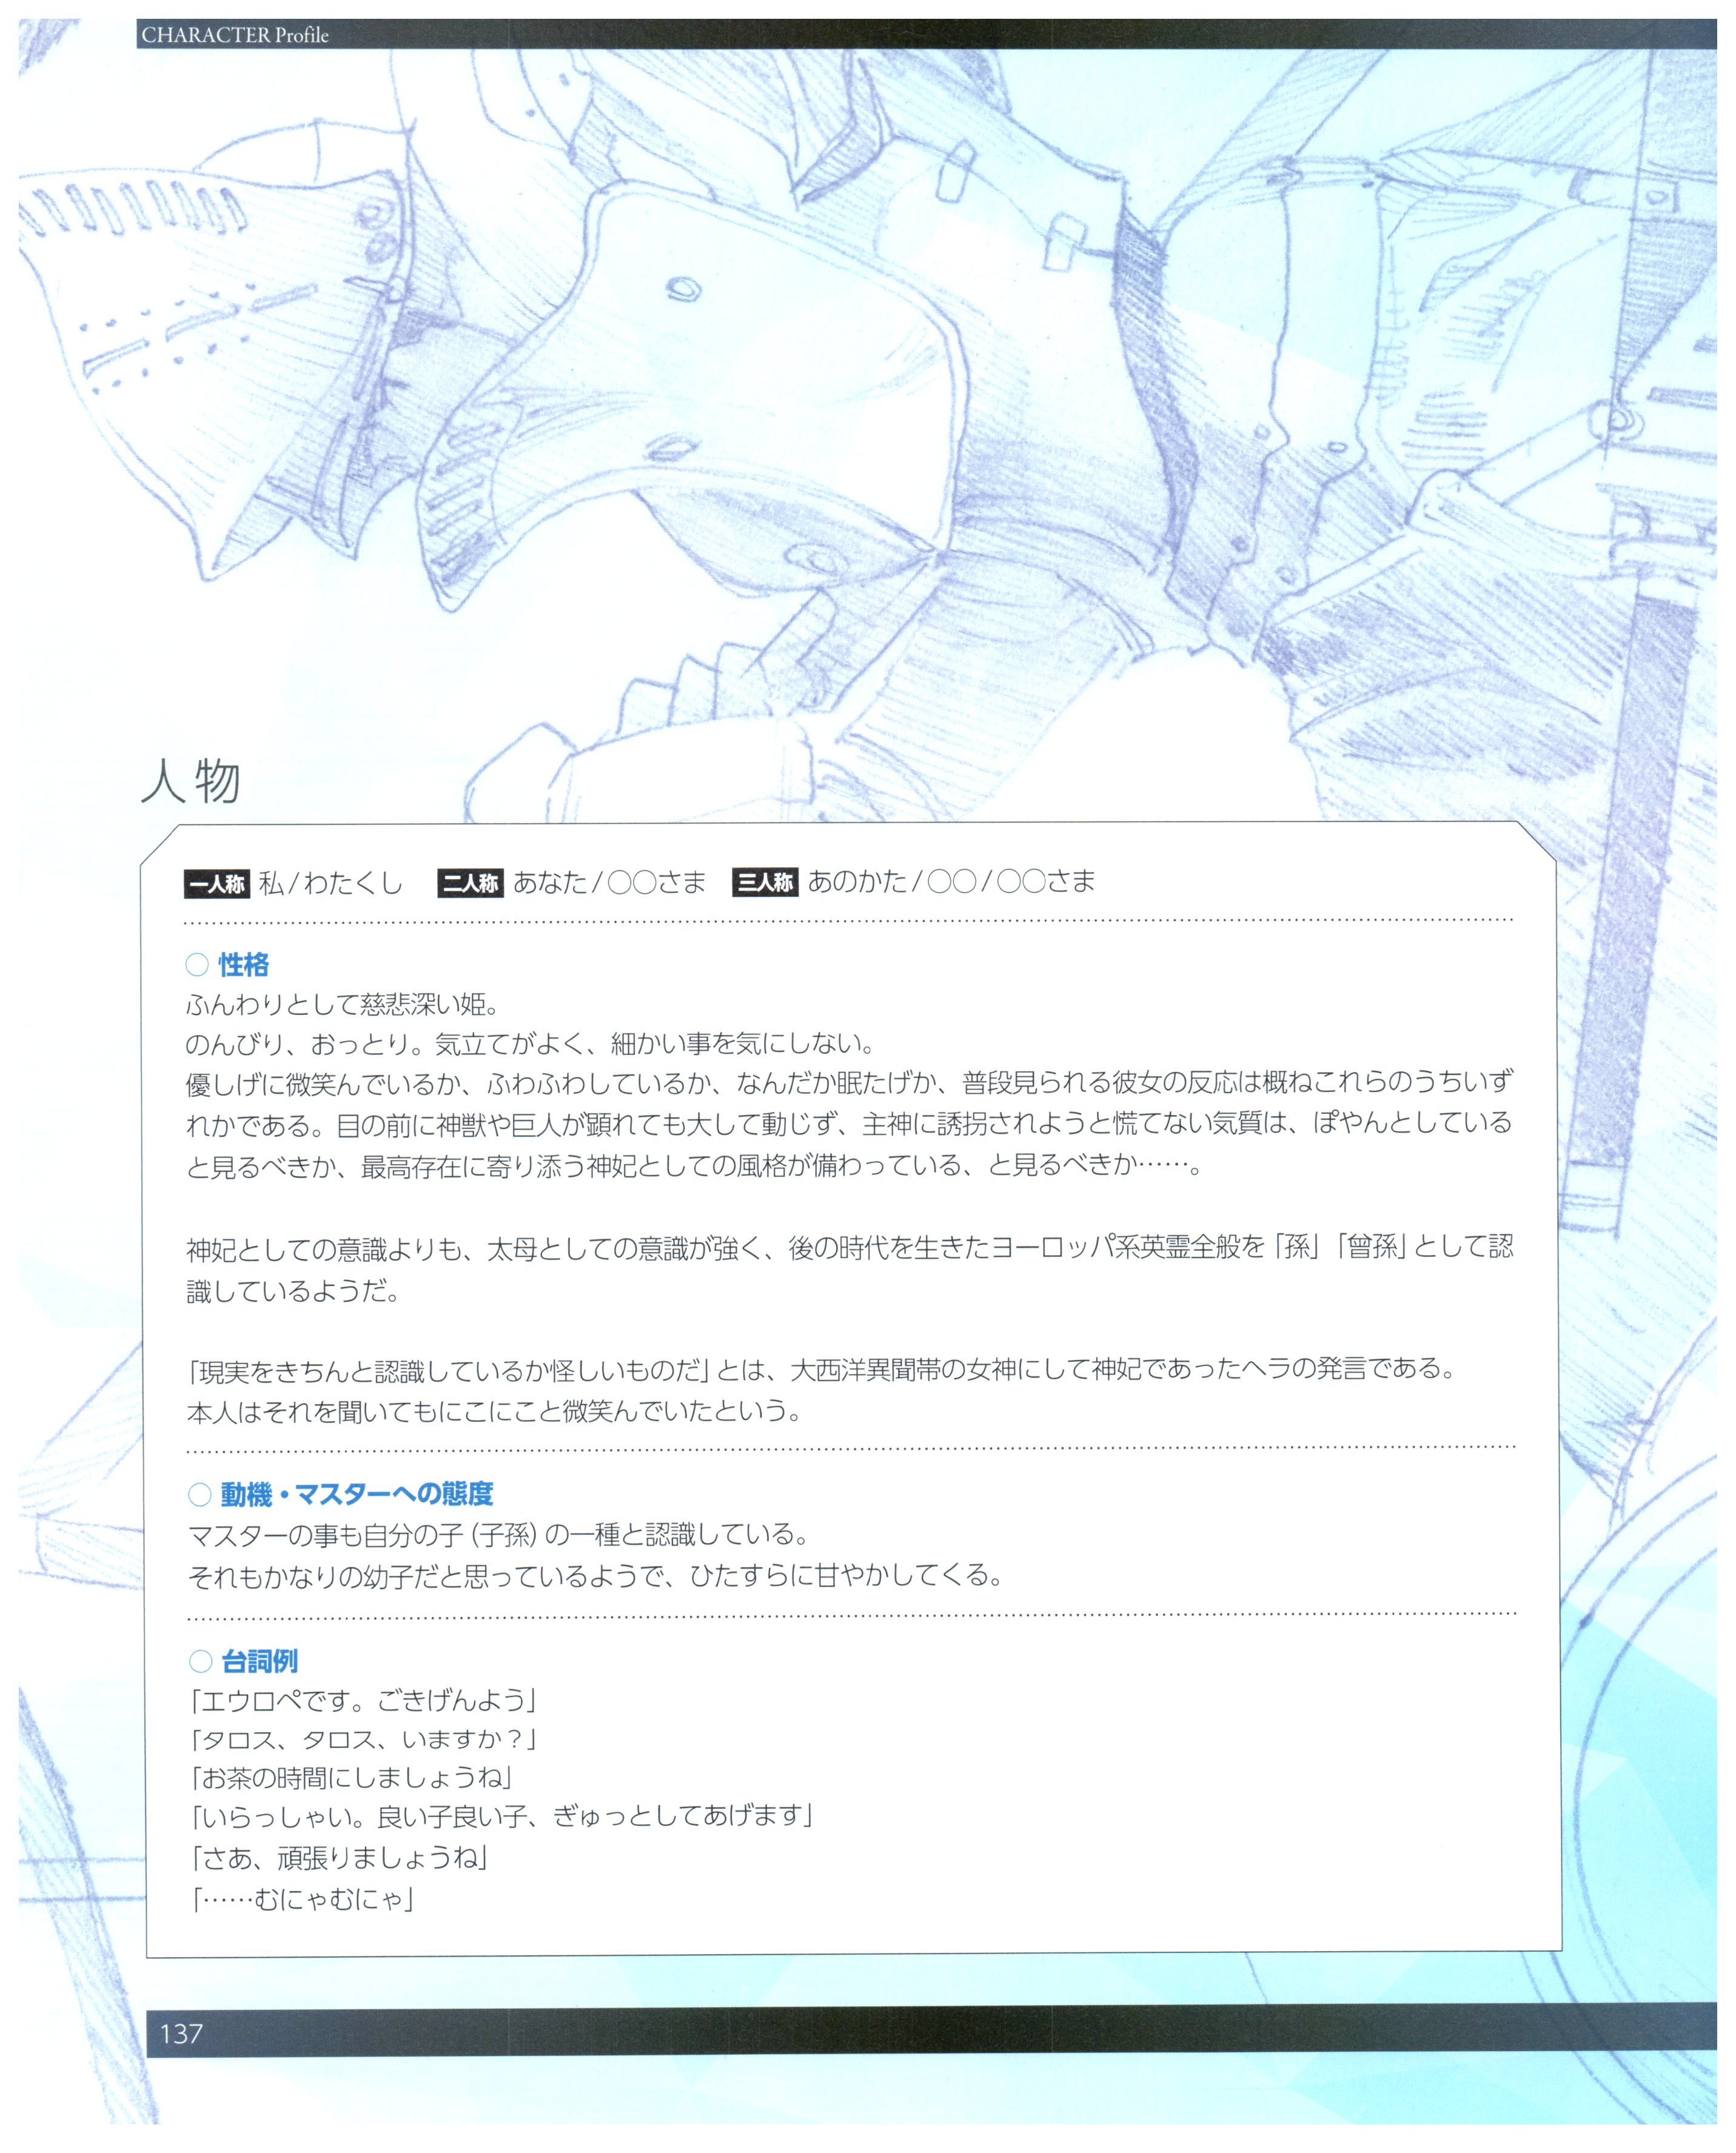 CHARACTER Profile
人物
一人称 私/わたくし 二人称 あなた/○○さま 三人称 あのかた/○○/○○さま
○ 性格
ふんわりとして慈悲深い姫。
のんびり、おっとり。気立てがよく、細かい事を気にしない。
優しげに微笑んでいるか、ふわふわしているか、なんだか眠たげか、普段見られる彼女の反応は概ねこれらのうちいず
れかである。目の前に神獣や巨人が顕れても大して動じず、主神に誘拐されようと慌てない気質は、ぽやんとしている
と見るべきか、最高存在に寄り添う神妃としての風格が備わっている、と見るべきか……。
神妃としての意識よりも、太母としての意識が強く、後の時代を生きたヨーロッパ系英霊全般を「孫」「曾孫」として認
識しているようだ。
「現実をきちんと認識しているか怪しいものだ」とは、大西洋異聞帯の女神にして神妃であったヘラの発言である。
本人はそれを聞いてもにこにこと微笑んでいたという。
○ 動機・マスターへの態度
マスターの事も自分の子（子孫）の一種と認識している。
それもかなりの幼子だと思っているようで、ひたすらに甘やかしてくる。
○ 台詞例
「エウロペです。ごきげんよう」
「タロス、タロス、いますか？」
「お茶の時間にしましょうね」
「いらっしゃい。良い子良い子、ぎゅっとしてあげます」
「さあ、頑張りましょうね」
「……むにゃむにゃ」
137